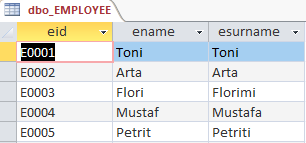 dbo_EMPLOYEE
eid ename esurname
E0001 Toni Toni
E0002 Arta Arta
E0003 Flori Florimi
E0004 Mustaf Mustafa
E0005 Petrit Petriti